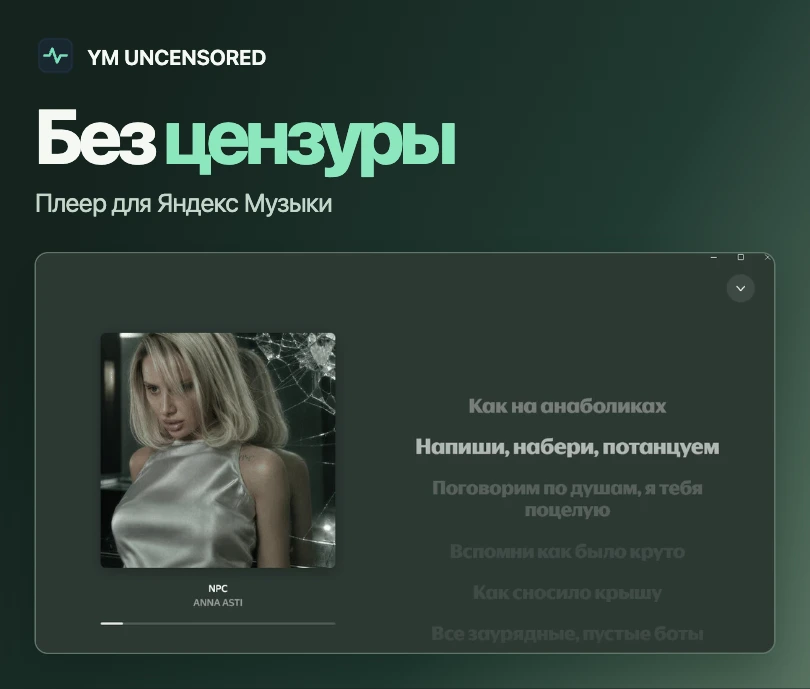 YM UNCENSORED
Без цензуры
Плеер для Яндекс Музыки
Как на анаболиках
Напиши, набери, потанцуем
Поговорим по душам, я тебя
поцелую
Вспомни как было круто
Как сносило крышу
Все заурядные, пустые боты
NPC
ANNA ASTI